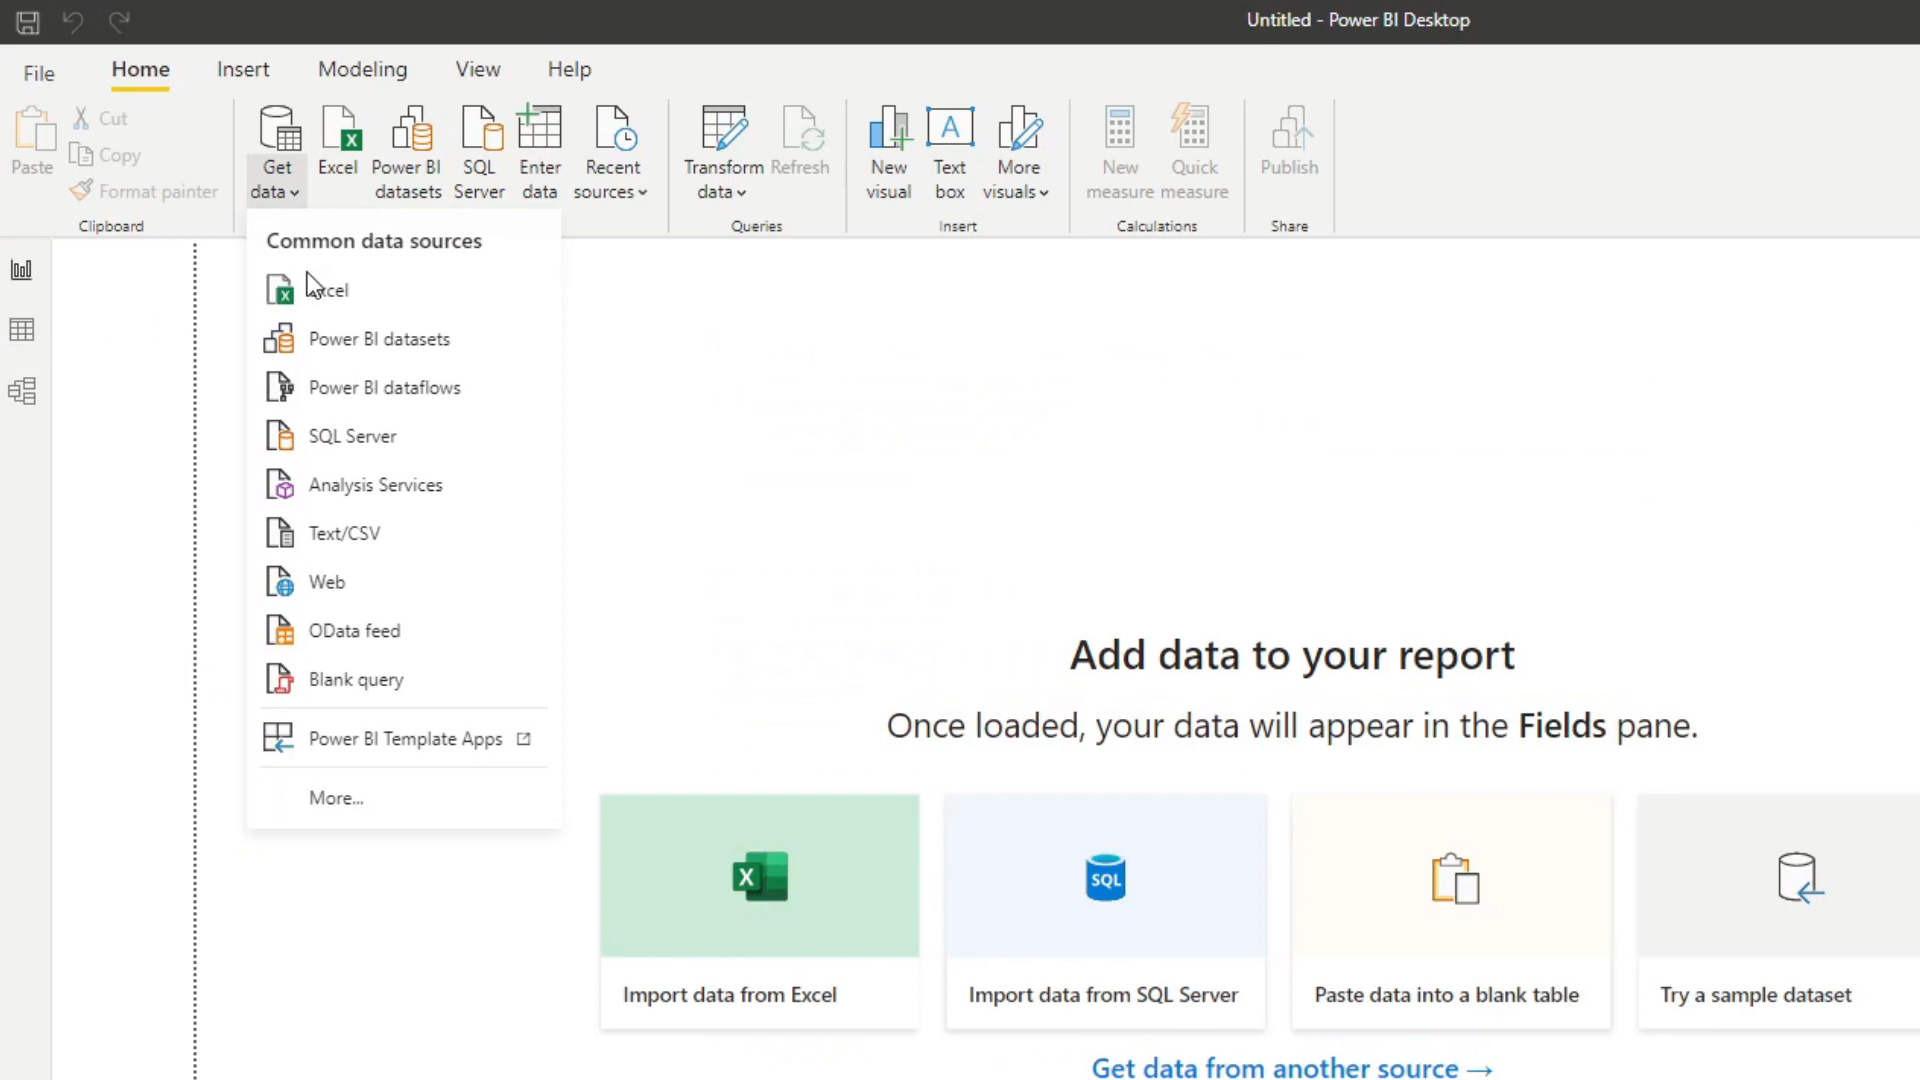 Untitled - Power BI Desktop
File Home Insert Modeling View Help
Paste
Cut
Copy
Format painter
Clipboard
Get data
Excel
Power BI datasets
SQL Server
Enter data
Recent sources
Transform data
Refresh
Queries
New visual
Text box
More visuals
Insert
New measure
Quick measure
Calculations
Publish
Share
Common data sources
Power BI datasets
Power BI dataflows
SQL Server
Analysis Services
Text/CSV
Web
OData feed
Blank query
Power BI Template Apps
More...
Add data to your report
Once loaded, your data will appear in the Fields pane.
SQL
Import data from Excel
Import data from SQL Server
Paste data into a blank table
Try a sample dataset
Get data from another source →